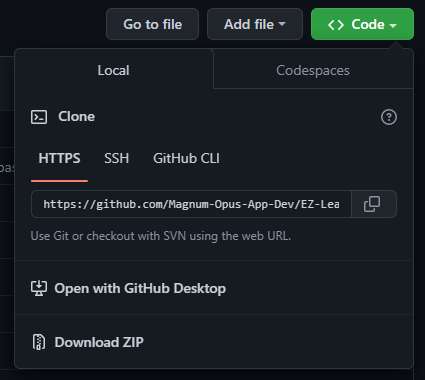 Go to file
Add file
Code
Local
Codespaces
Clone
HTTPS
SSH
GitHub CLI
https://github.com/Magnum-Opus-App-Dev/EZ-Lea
Use Git or checkout with SVN using the web URL.
Open with GitHub Desktop
Download ZIP